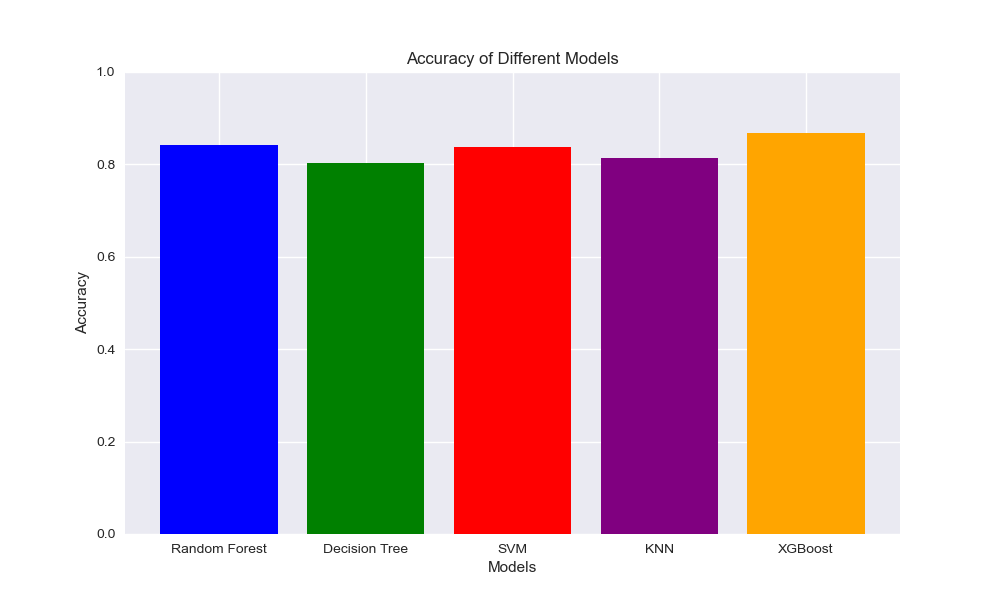 Accuracy of Different Models
1.0
0.8
0.6
0.4
0.2
0.0
Accuracy
Random Forest Decision Tree SVM KNN XGBoost
Models